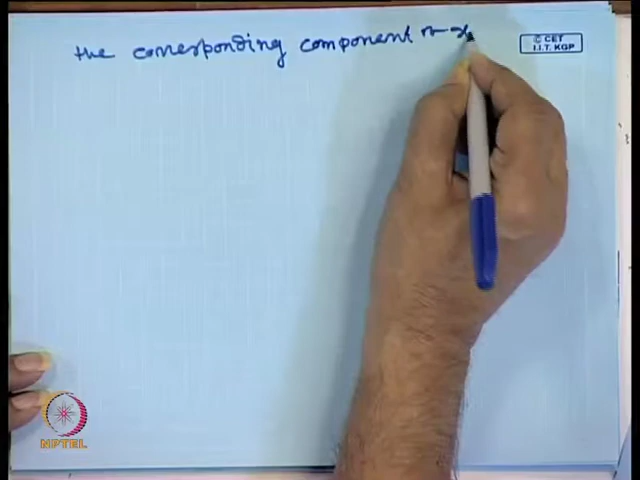 the corresponding component
© CET
I.I.T. KGP
NPTEL